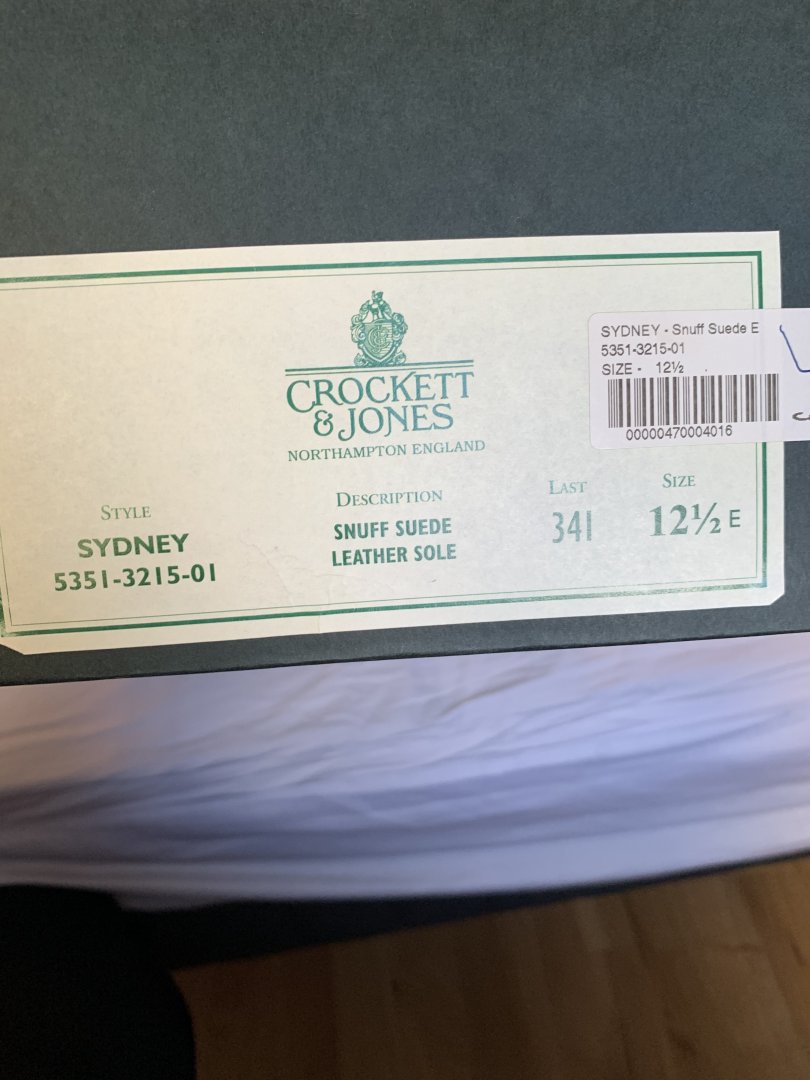 CROCKETT
& JONES
NORTHAMPTON ENGLAND
SYDNEY - Snuff Suede E
5351-3215-01
SIZE - 12½
00000470004016
STYLE
SYDNEY
5351-3215-01
DESCRIPTION
SNUFF SUEDE
LEATHER SOLE
LAST
341
SIZE
12½ E